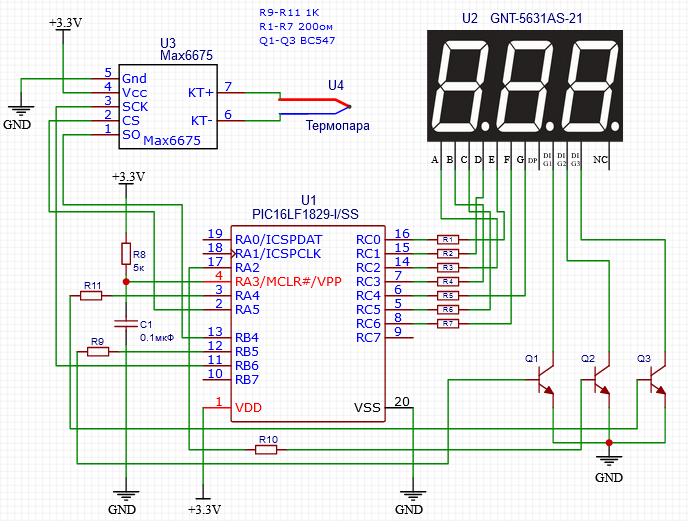 R9-R11 1K
R1-R7 200ом
Q1-Q3 BC547
U2 GNT-5631AS-21
+3.3V
U3
Max6675
5 Gnd
4 Vcc
3 SCK
2 CS
1 SO
KT+ 7
KT- 6
Max6675
U4
Термопара
GND
888
A B C D E F G DP DIG1 DIG2 DIG3 NC
+3.3V
U1
PIC16LF1829-I/SS
19 RA0/ICSPDAT
18 RA1/ICSPCLK
17 RA2
4 RA3/MCLR#/VPP
3 RA4
2 RA5
13 RB4
12 RB5
11 RB6
10 RB7
1 VDD
RC0 16
RC1 15
RC2 14
RC3 7
RC4 6
RC5 5
RC6 8
RC7 9
VSS 20
R1
R2
R3
R4
R5
R6
R7
R8
5к
R11
C1
0.1мкФ
R9
R10
Q1
Q2
Q3
GND
GND
+3.3V
GND